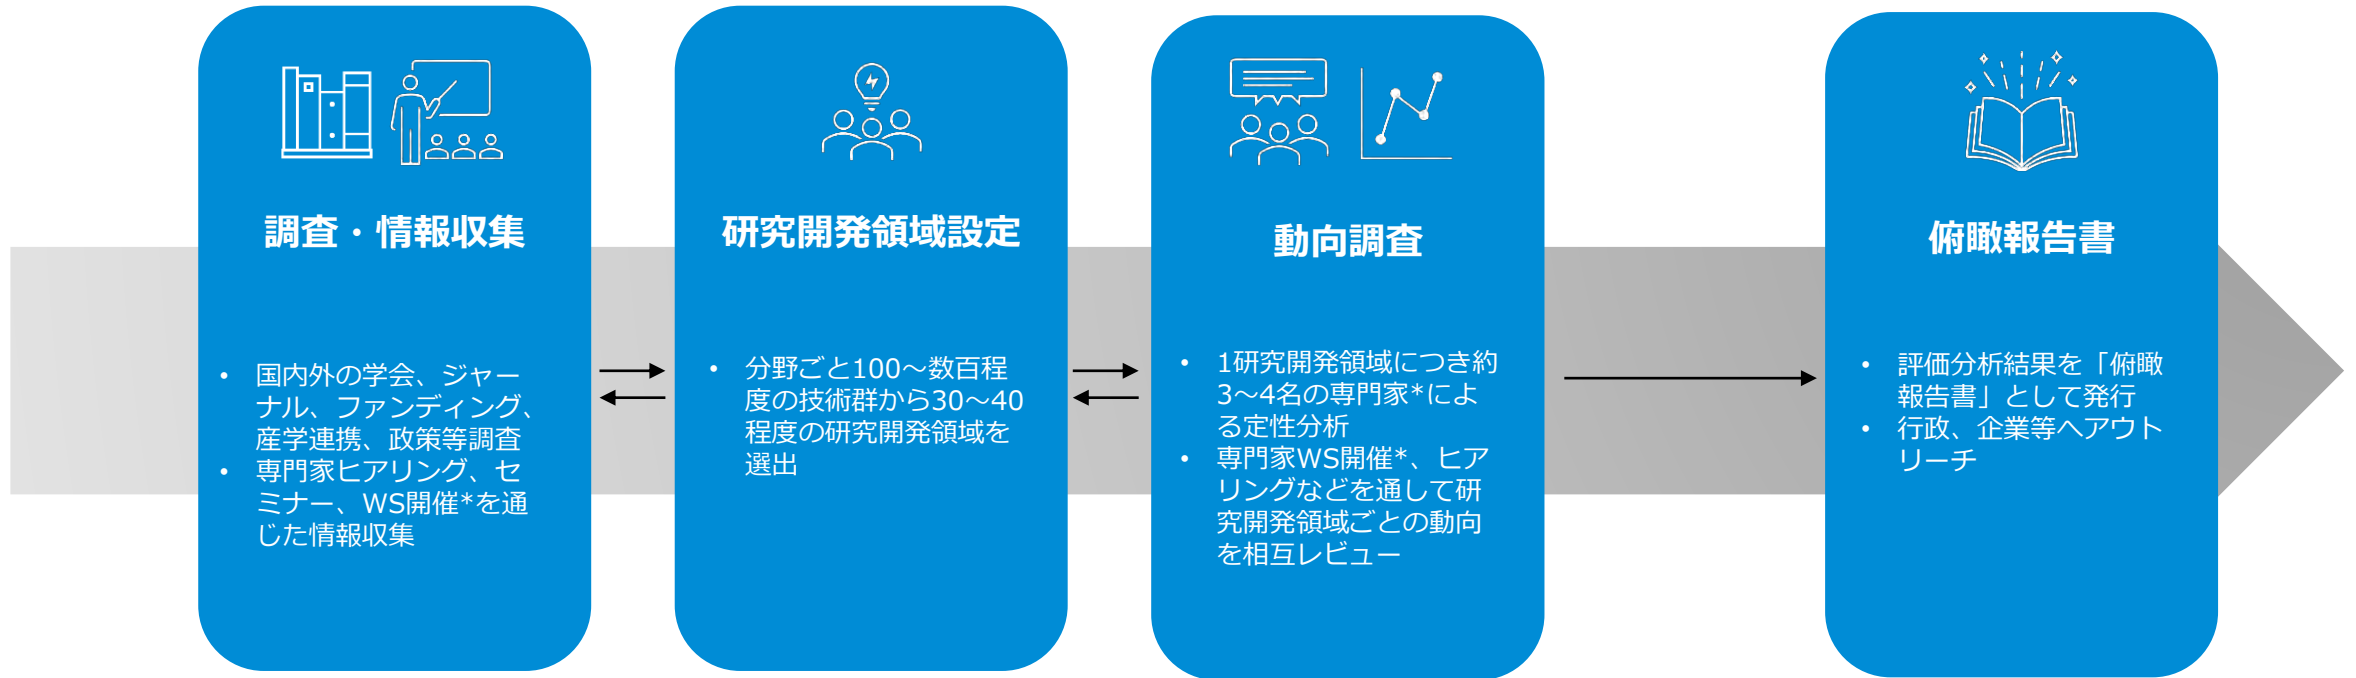 調査・情報収集
• 国内外の学会、ジャー
ナル、ファンディング、
産学連携、政策等調査
• 専門家ヒアリング、セ
ミナー、WS開催*を通
じた情報収集
研究開発領域設定
• 分野ごと100～数百程
度の技術群から30～40
程度の研究開発領域を
選出
動向調査
• 1研究開発領域につき約
3～4名の専門家*によ
る定性分析
• 専門家WS開催*、ヒア
リングなどを通して研
究開発領域ごとの動向
を相互レビュー
俯瞰報告書
• 評価分析結果を「俯瞰
報告書」として発行
• 行政、企業等へアウト
リーチ